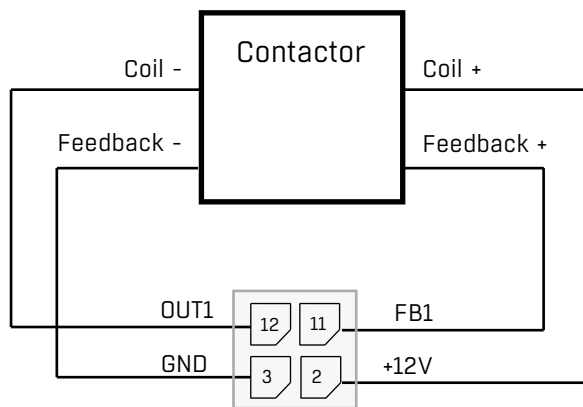 Contactor
Coil -
Coil +
Feedback -
Feedback +
OUT1
12
11
FB1
GND
3
2
+12V